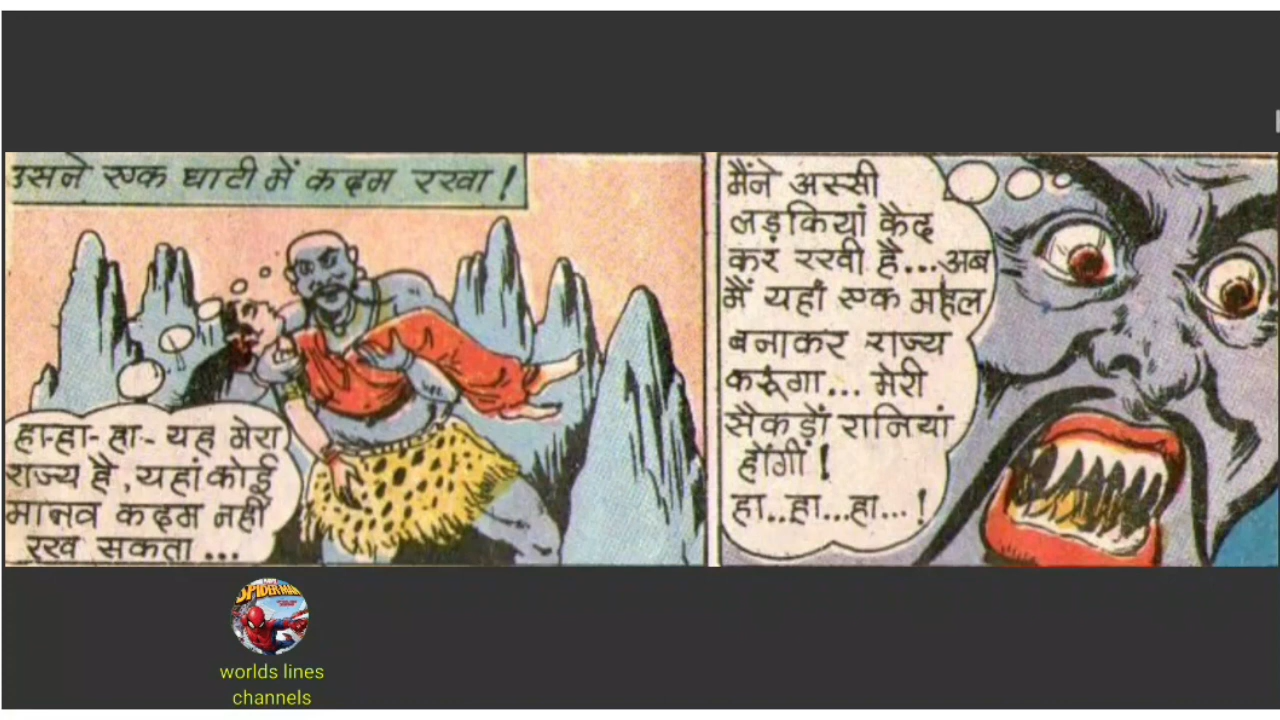 उसने एक घाटी में कदम रखा !
हा-हा-हा-- यह मेरा
राज्य है, यहां कोई
मानव कदम नहीं
रख सकता ...
मैंने अस्सी
लड़कियां कैद
कर रखी है...अब
मैं यहां एक महल
बनाकर राज्य
करूंगा... मेरी
सैकड़ों रानियां
होंगी !
हा..हा...हा...!
SPIDER-MAN
worlds lines
channels